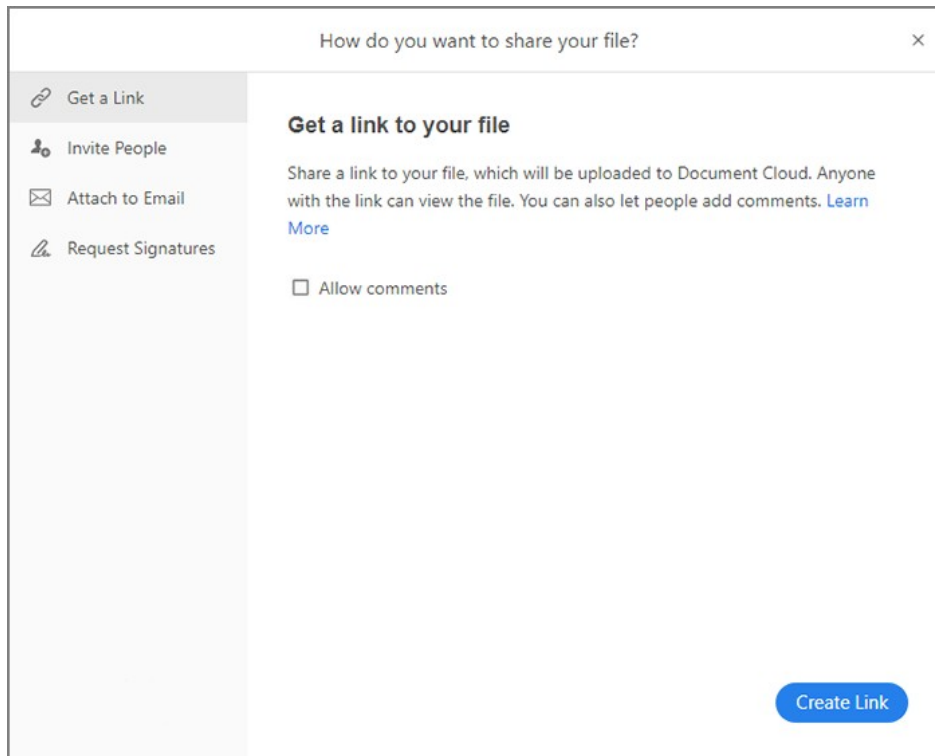 How do you want to share your file?
Get a Link
Invite People
Attach to Email
Request Signatures
Get a link to your file
Share a link to your file, which will be uploaded to Document Cloud. Anyone
with the link can view the file. You can also let people add comments. Learn
More
Allow comments
Create Link